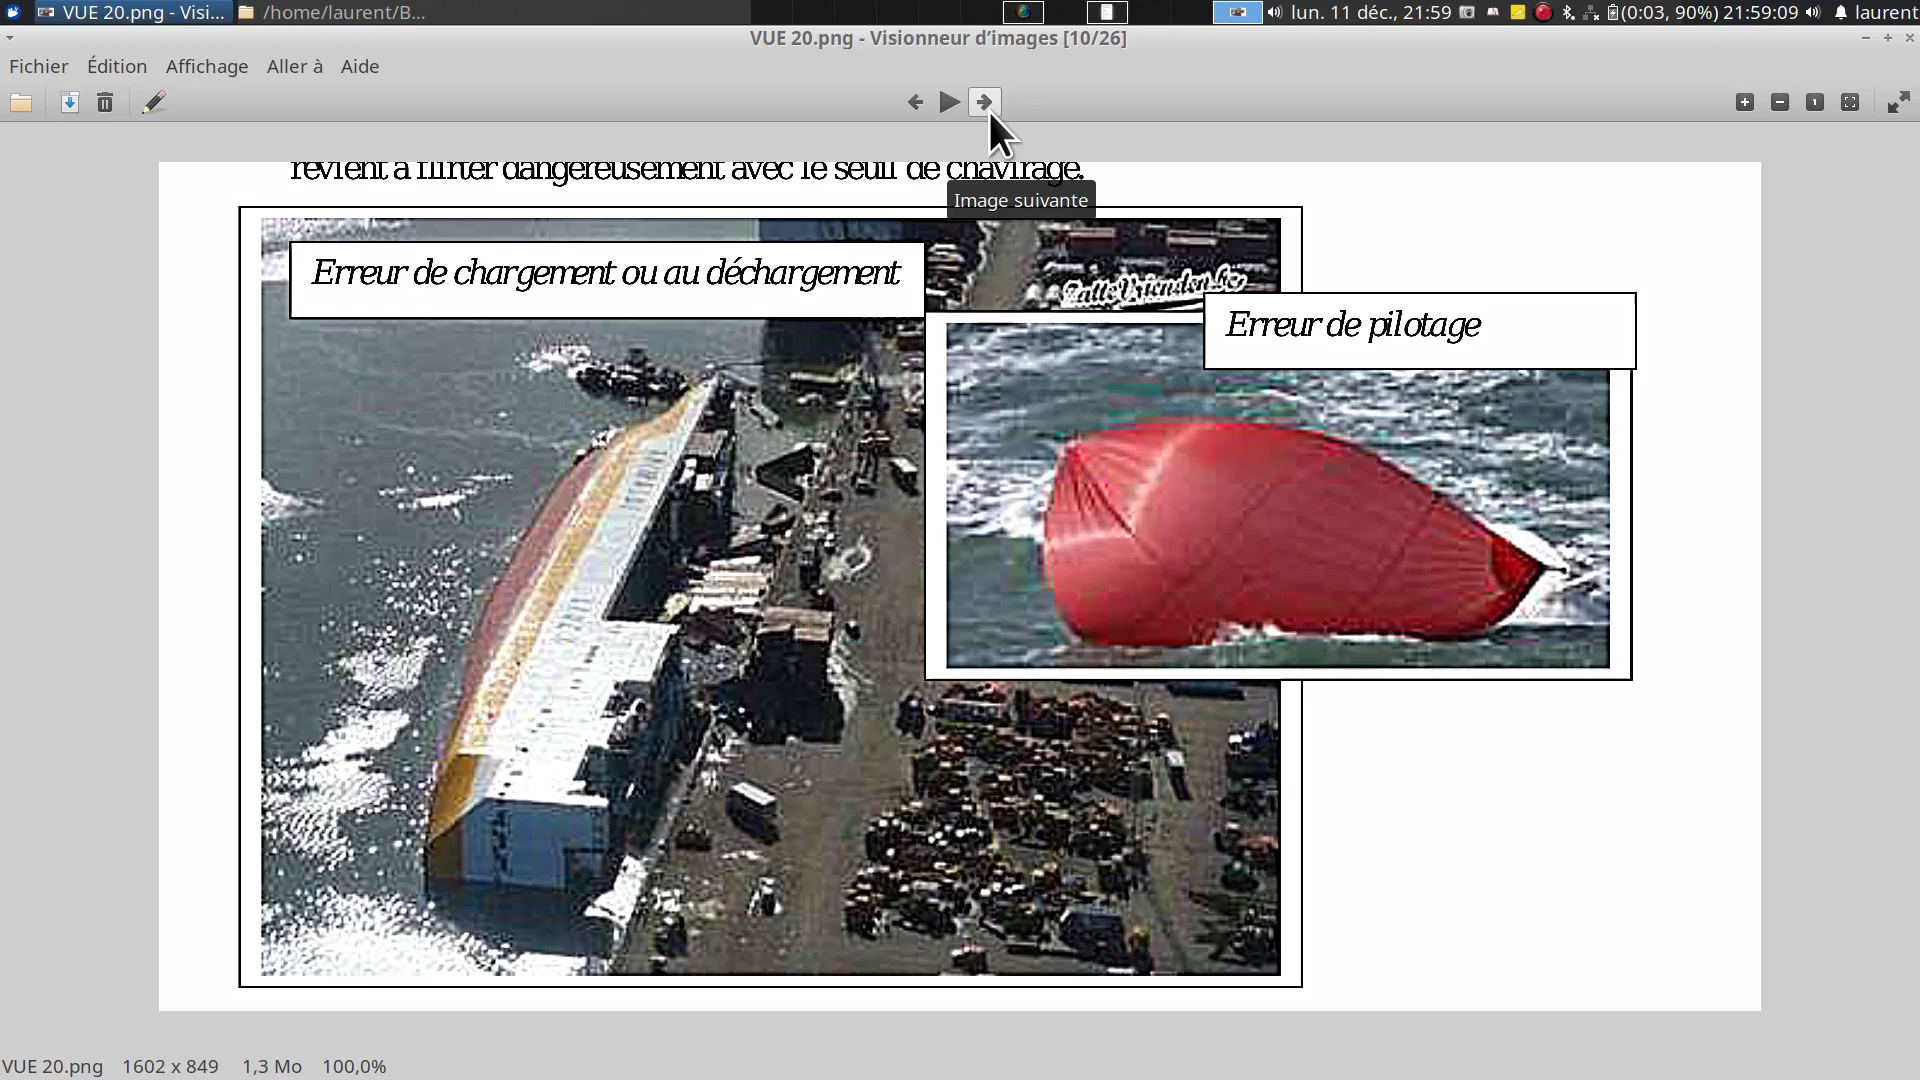 VUE 20.png - Visi...
/home/laurent/B...
lun. 11 déc., 21:59
(0:03, 90%) 21:59:09
laurent
VUE 20.png - Visionneur d’images [10/26]
Fichier Édition Affichage Aller à Aide
1
revient à flirter dangereusement avec le seuil de chavirage.
Image suivante
Erreur de chargement ou au déchargement
ZatteVrienden.be
Erreur de pilotage
VUE 20.png 1602 x 849 1,3 Mo 100,0%